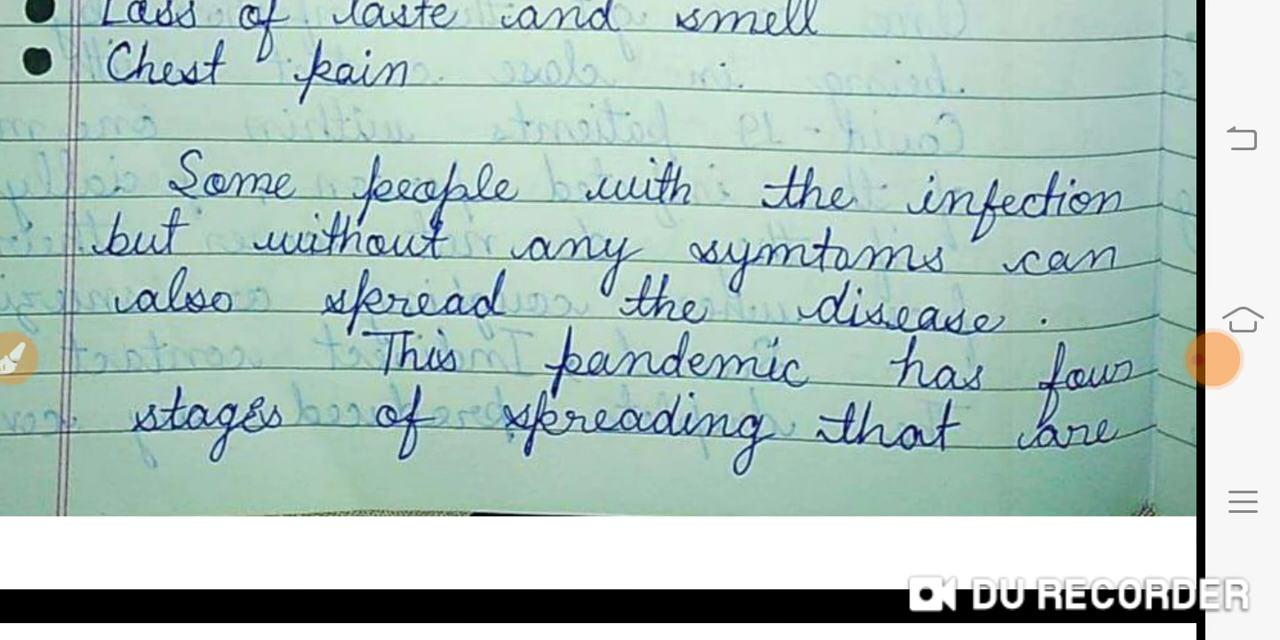 Loss of taste and smell
Chest pain
Some people with the infection
but without any symtoms can
also spread the disease.
This pandemic has four
stages of spreading that are
DU RECORDER